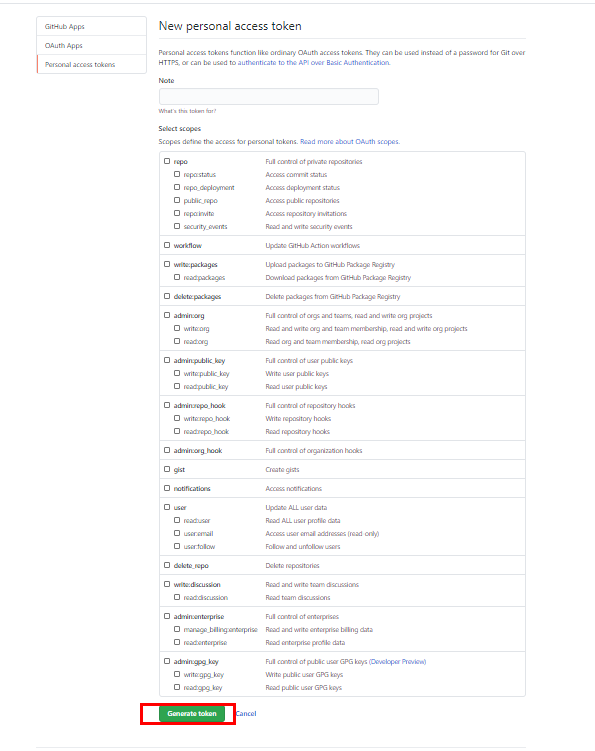 GitHub Apps
OAuth Apps
Personal access tokens
New personal access token
Personal access tokens function like ordinary OAuth access tokens. They can be used instead of a password for Git over
HTTPS, or can be used to authenticate to the API over Basic Authentication.
Note
What's this token for?
Select scopes
Scopes define the access for personal tokens. Read more about OAuth scopes.
repo Full control of private repositories
repo:status Access commit status
repo_deployment Access deployment status
public_repo Access public repositories
repo:invite Access repository invitations
security_events Read and write security events
workflow Update GitHub Action workflows
write:packages Upload packages to GitHub Package Registry
read:packages Download packages from GitHub Package Registry
delete:packages Delete packages from GitHub Package Registry
admin:org Full control of orgs and teams, read and write org projects
write:org Read and write org and team membership, read and write org projects
read:org Read org and team membership, read org projects
admin:public_key Full control of user public keys
write:public_key Write user public keys
read:public_key Read user public keys
admin:repo_hook Full control of repository hooks
write:repo_hook Write repository hooks
read:repo_hook Read repository hooks
admin:org_hook Full control of organization hooks
gist Create gists
notifications Access notifications
user Update ALL user data
read:user Read ALL user profile data
user:email Access user email addresses (read-only)
user:follow Follow and unfollow users
delete_repo Delete repositories
write:discussion Read and write team discussions
read:discussion Read team discussions
admin:enterprise Full control of enterprises
manage_billing:enterprise Read and write enterprise billing data
read:enterprise Read enterprise profile data
admin:gpg_key Full control of public user GPG keys (Developer Preview)
write:gpg_key Write public user GPG keys
read:gpg_key Read public user GPG keys
Generate token Cancel